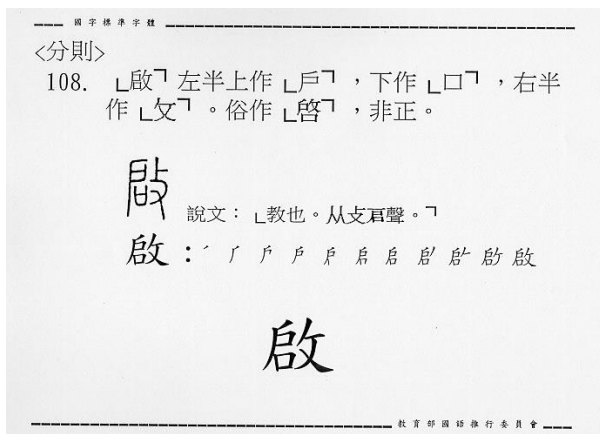 國字標準字體
<分則>
108. ㄴ啟ㄱ左半上作ㄴ戶ㄱ，下作ㄴ口ㄱ，右半
作ㄴ攵ㄱ。俗作ㄴ啓ㄱ，非正。
說文：ㄴ教也。从攴启聲。ㄱ
啟：
啟
教育部國語推行委員會